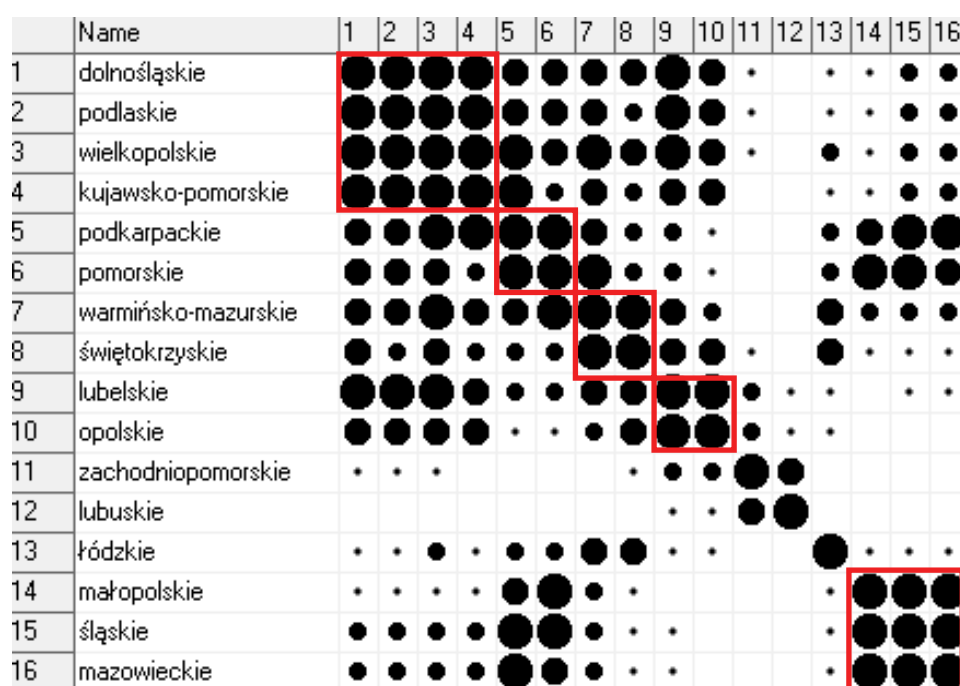 Name 1 2 3 4 5 6 7 8 9 10 11 12 13 14 15 16
1 dolnośląskie
2 podlaskie
3 wielkopolskie
4 kujawsko-pomorskie
5 podkarpackie
6 pomorskie
7 warmińsko-mazurskie
8 świętokrzyskie
9 lubelskie
10 opolskie
11 zachodniopomorskie
12 lubuskie
13 łódzkie
14 małopolskie
15 śląskie
16 mazowieckie